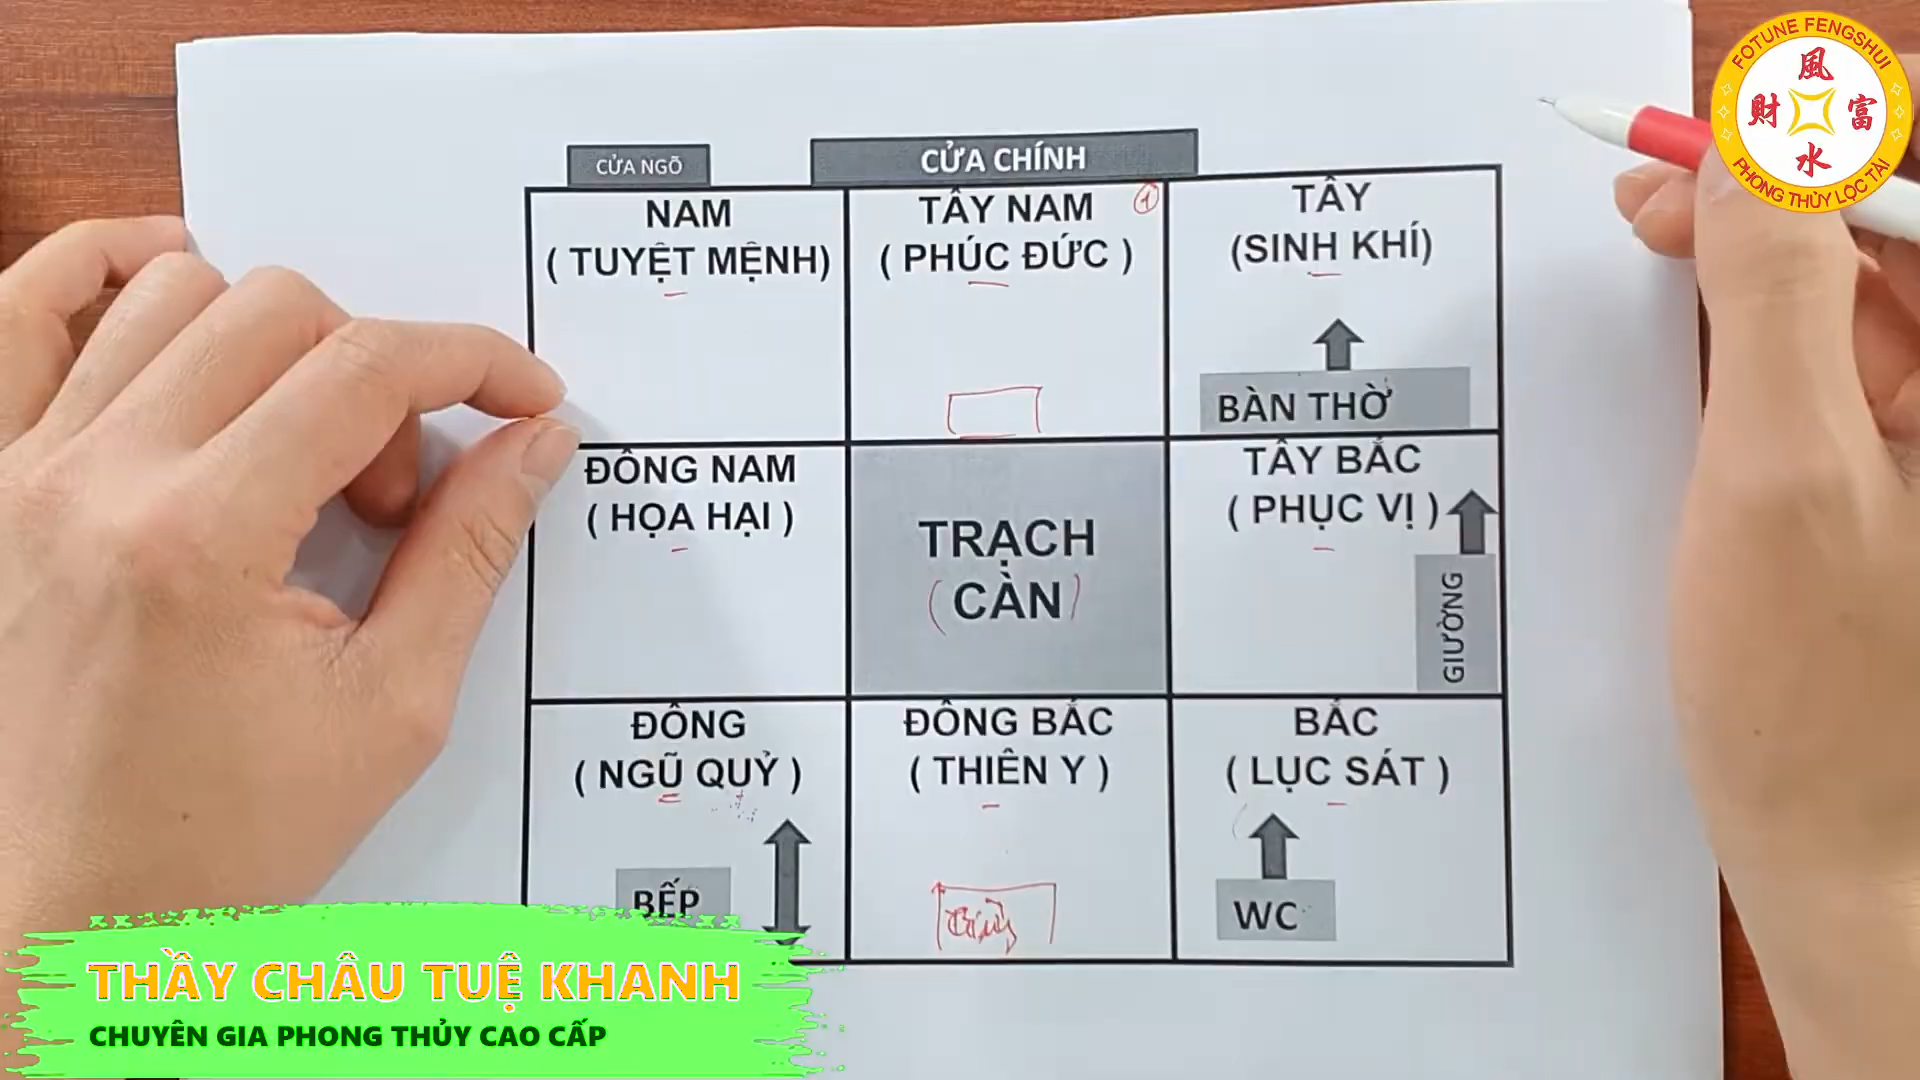 FOTUNE FENGSHUI
風
財 富
水
PHONG THỦY LỘC TÀI
CỬA NGÕ
CỬA CHÍNH
NAM
( TUYỆT MỆNH)
TÂY NAM
( PHÚC ĐỨC )
1
TÂY
(SINH KHÍ)
BÀN THỜ
ĐÔNG NAM
( HỌA HẠI )
TRẠCH
( CÀN )
TÂY BẮC
( PHỤC VỊ )
GIƯỜNG
ĐÔNG
( NGŨ QUỶ )
BẾP
ĐÔNG BẮC
( THIÊN Y )
BẮC
( LỤC SÁT )
WC
THẦY CHÂU TUỆ KHANH
CHUYÊN GIA PHONG THỦY CAO CẤP